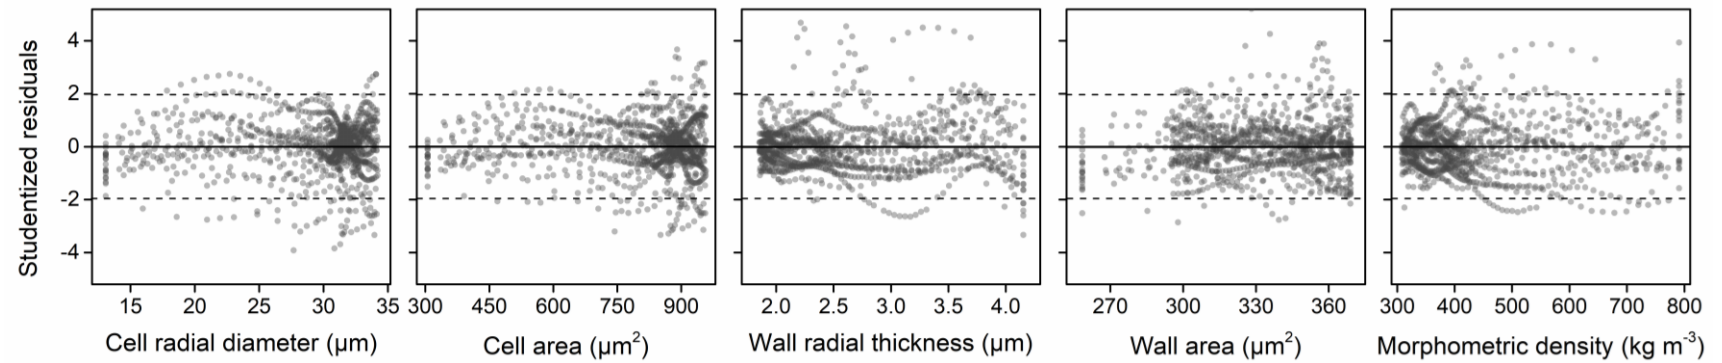 Studentized residuals
4
2
0
-2
-4
15 20 25 30 35
Cell radial diameter (µm)
300 450 600 750 900
Cell area (µm²)
2.0 2.5 3.0 3.5 4.0
Wall radial thickness (µm)
270 300 330 360
Wall area (µm²)
300 400 500 600 700 800
Morphometric density (kg m⁻³)